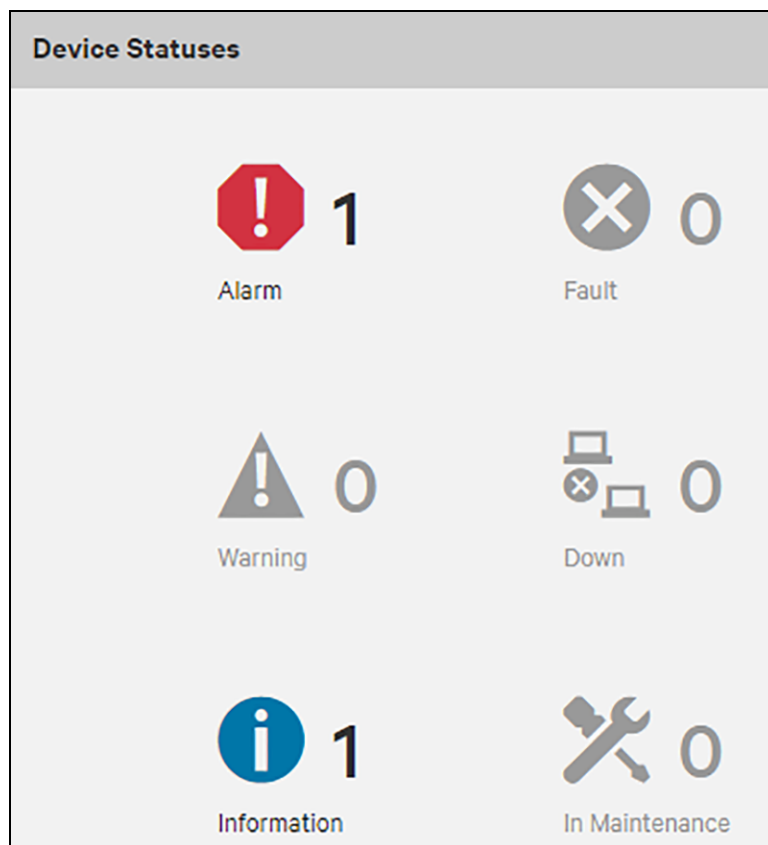 Device Statuses
1 0
Alarm Fault
0 0
Warning Down
1 0
Information In Maintenance